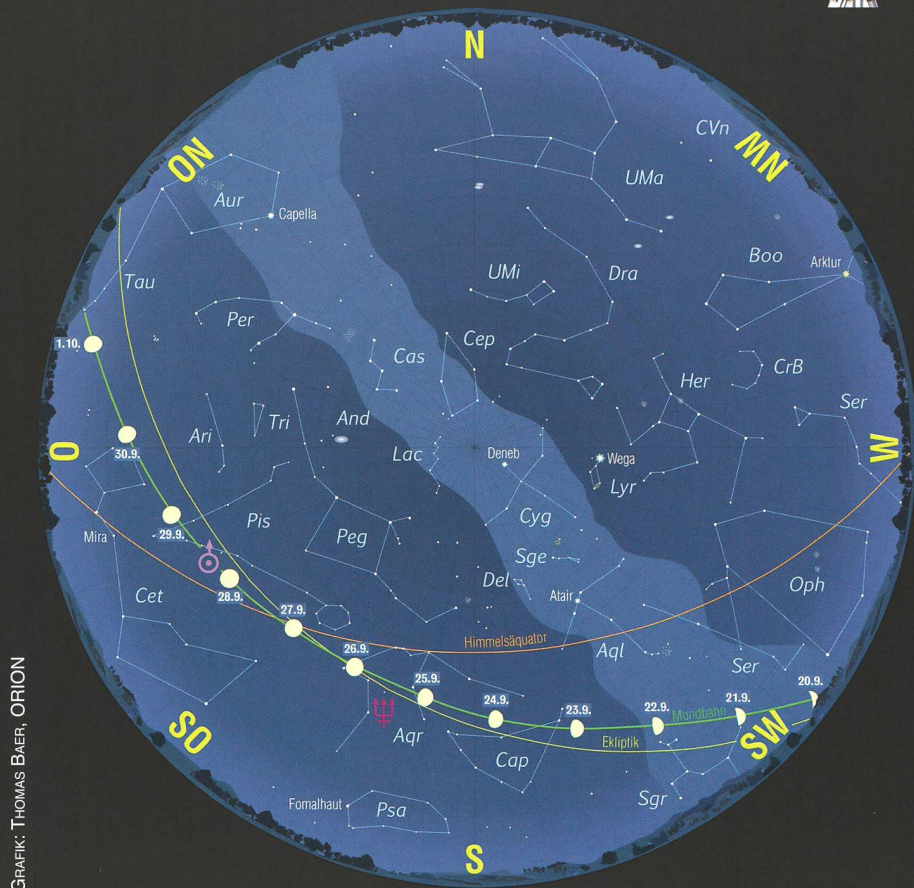 N
NO
NW
CVn
UMa
Aur
Capella
Boo
Arktur
Tau
UMi
Dra
Per
Cep
1.10.
Cas
CrB
Her
Ser
Ari
Tri
And
O
30.9.
Lac
Deneb
Wega
W
Lyr
Pis
Cyg
29.9.
Mira
Peg
Sge
Del
Oph
Cet
28.9.
Atair
27.9.
Himmelsäquator
26.9.
Aql
Ser
25.9.
24.9.
23.9.
22.9.
21.9.
20.9.
Mondbahn
SO
Aqr
Ekliptik
SW
Cap
Sgr
Fomalhaut
Psa
S
GRAFIK: THOMAS BAER, ORION